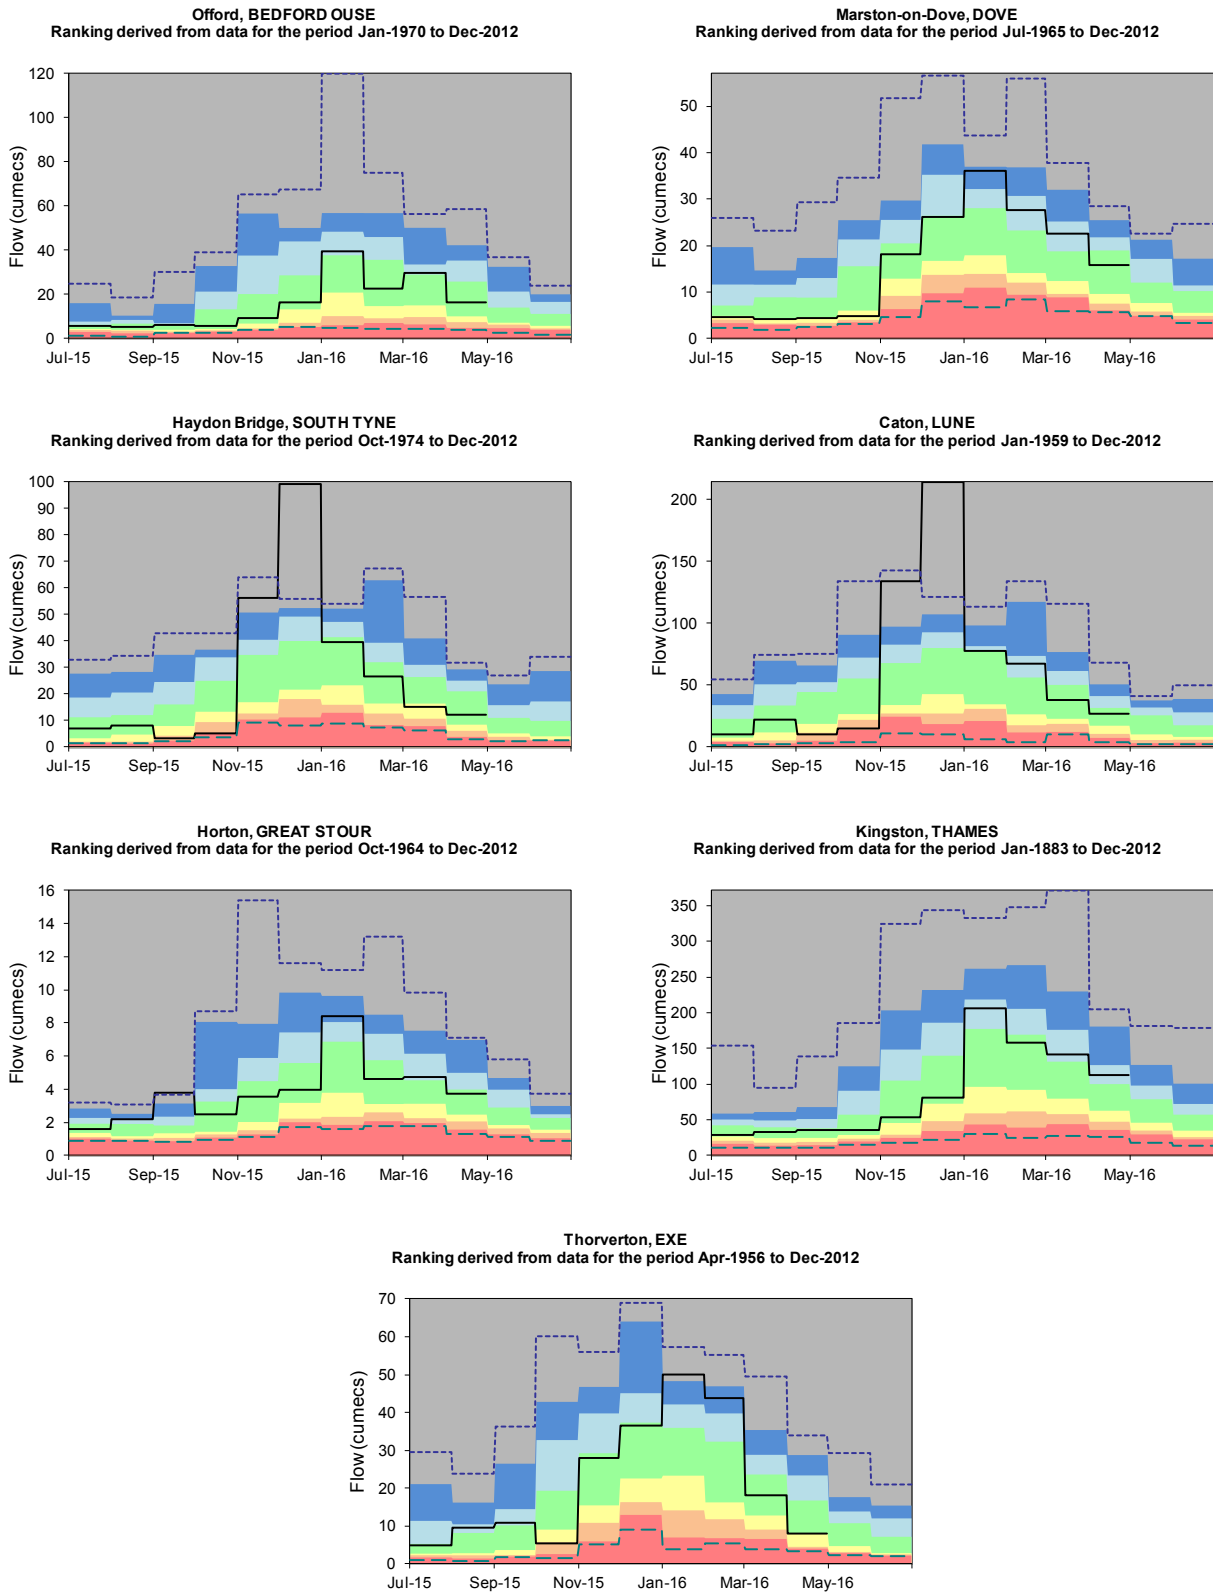 Offord, BEDFORD OUSE
Ranking derived from data for the period Jan-1970 to Dec-2012
120
100
80
60
40
20
0
Flow (cumecs)
Jul-15 Sep-15 Nov-15 Jan-16 Mar-16 May-16
Marston-on-Dove, DOVE
Ranking derived from data for the period Jul-1965 to Dec-2012
50
40
30
20
10
0
Flow (cumecs)
Jul-15 Sep-15 Nov-15 Jan-16 Mar-16 May-16
Haydon Bridge, SOUTH TYNE
Ranking derived from data for the period Oct-1974 to Dec-2012
100
90
80
70
60
50
40
30
20
10
0
Flow (cumecs)
Jul-15 Sep-15 Nov-15 Jan-16 Mar-16 May-16
Caton, LUNE
Ranking derived from data for the period Jan-1959 to Dec-2012
200
150
100
50
0
Flow (cumecs)
Jul-15 Sep-15 Nov-15 Jan-16 Mar-16 May-16
Horton, GREAT STOUR
Ranking derived from data for the period Oct-1964 to Dec-2012
16
14
12
10
8
6
4
2
0
Flow (cumecs)
Jul-15 Sep-15 Nov-15 Jan-16 Mar-16 May-16
Kingston, THAMES
Ranking derived from data for the period Jan-1883 to Dec-2012
350
300
250
200
150
100
50
0
Flow (cumecs)
Jul-15 Sep-15 Nov-15 Jan-16 Mar-16 May-16
Thorverton, EXE
Ranking derived from data for the period Apr-1956 to Dec-2012
70
60
50
40
30
20
10
0
Flow (cumecs)
Jul-15 Sep-15 Nov-15 Jan-16 Mar-16 May-16